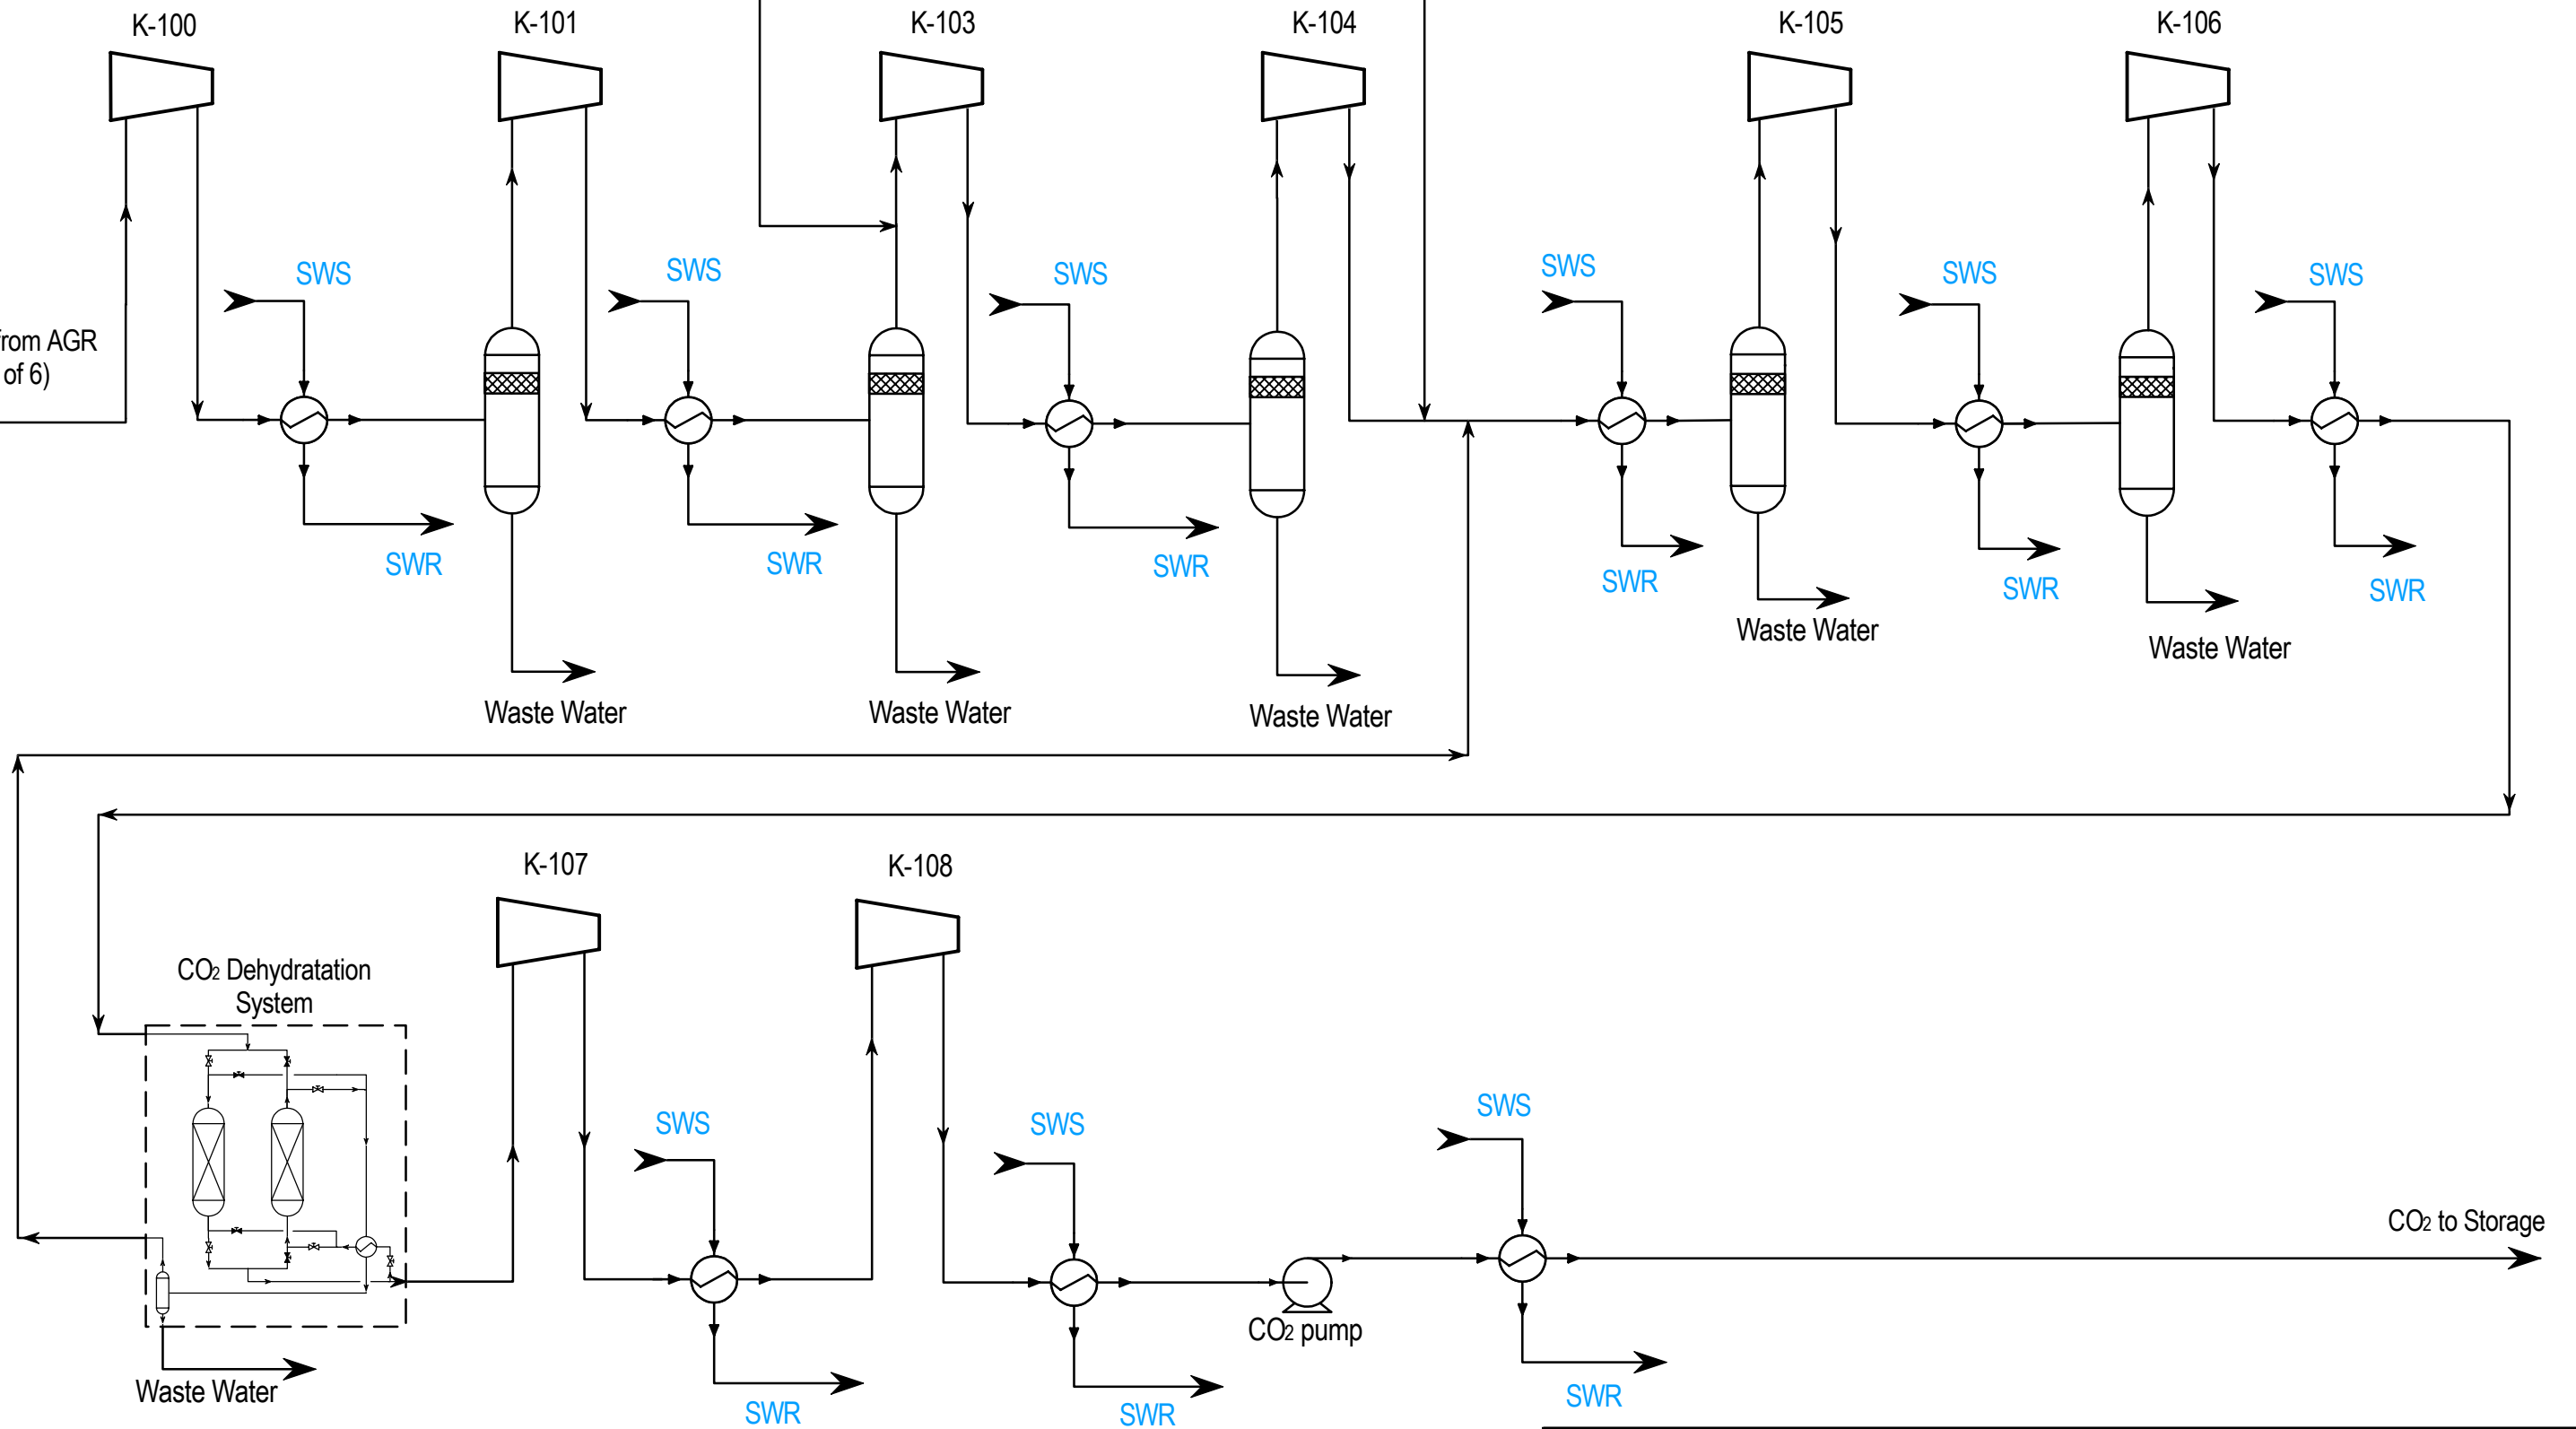 K-100
K-101
K-103
K-104
K-105
K-106
SWS
SWS
SWS
SWS
SWS
SWS
from AGR
of 6)
SWR
SWR
SWR
SWR
SWR
SWR
Waste Water
Waste Water
Waste Water
Waste Water
Waste Water
K-107
K-108
CO2 Dehydratation
System
SWS
SWS
SWS
CO2 to Storage
CO2 pump
Waste Water
SWR
SWR
SWR